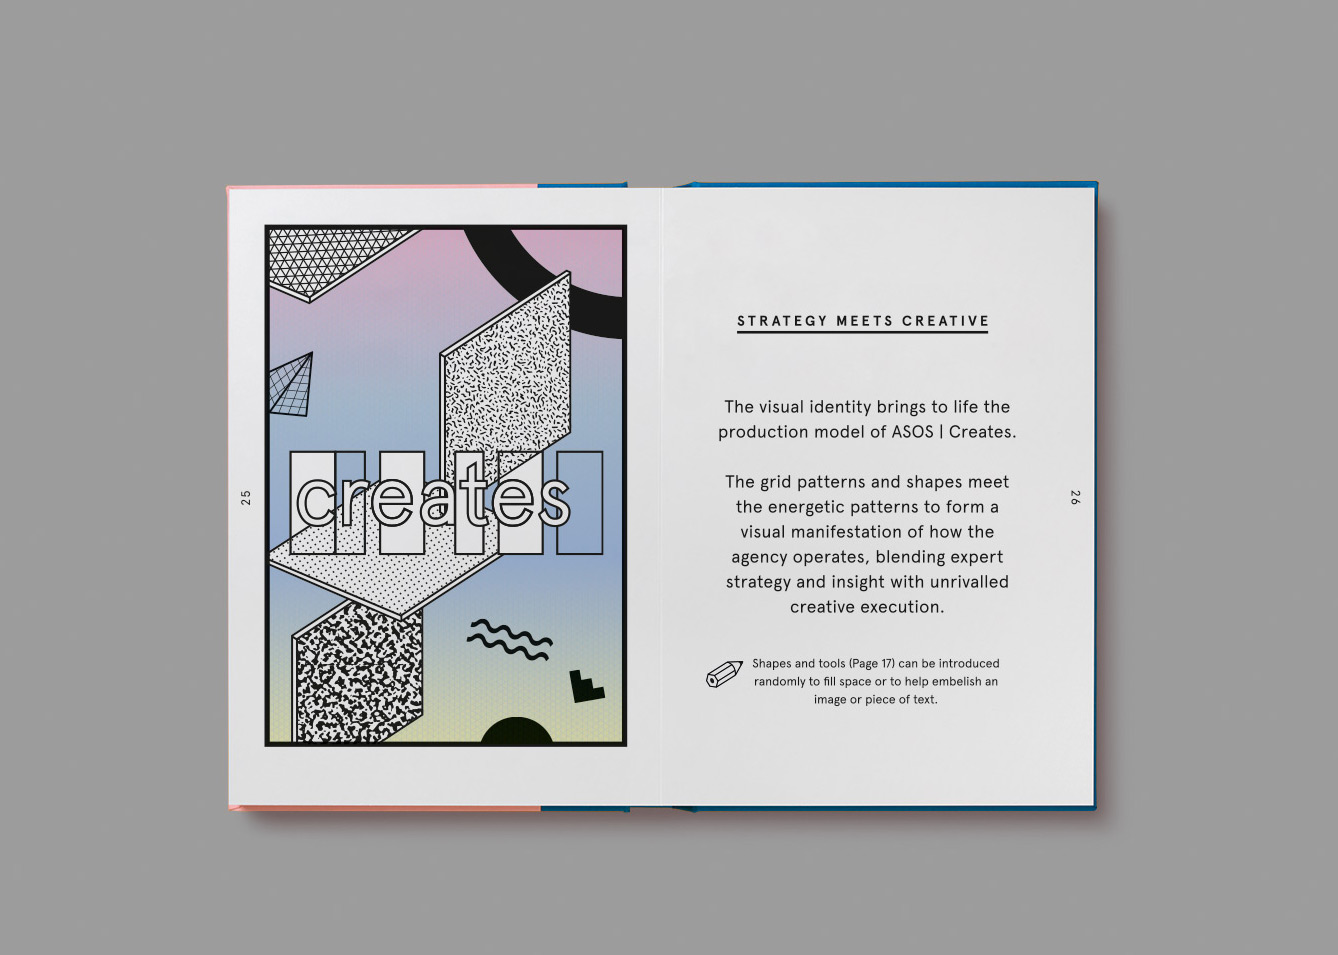 25
creates
STRATEGY MEETS CREATIVE
The visual identity brings to life the
production model of ASOS | Creates.
The grid patterns and shapes meet
the energetic patterns to form a
visual manifestation of how the
agency operates, blending expert
strategy and insight with unrivalled
creative execution.
Shapes and tools (Page 17) can be introduced
randomly to fill space or to help embelish an
image or piece of text.
26